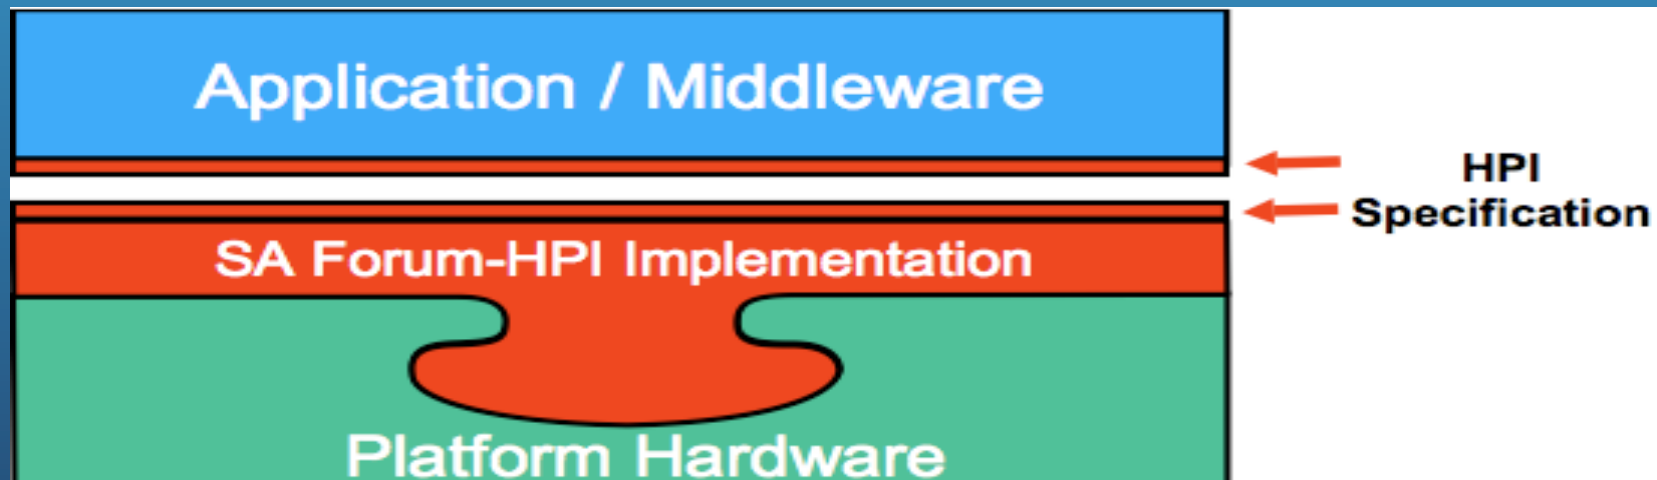 Application / Middleware
HPI
Specification
SA Forum-HPI Implementation
Platform Hardware